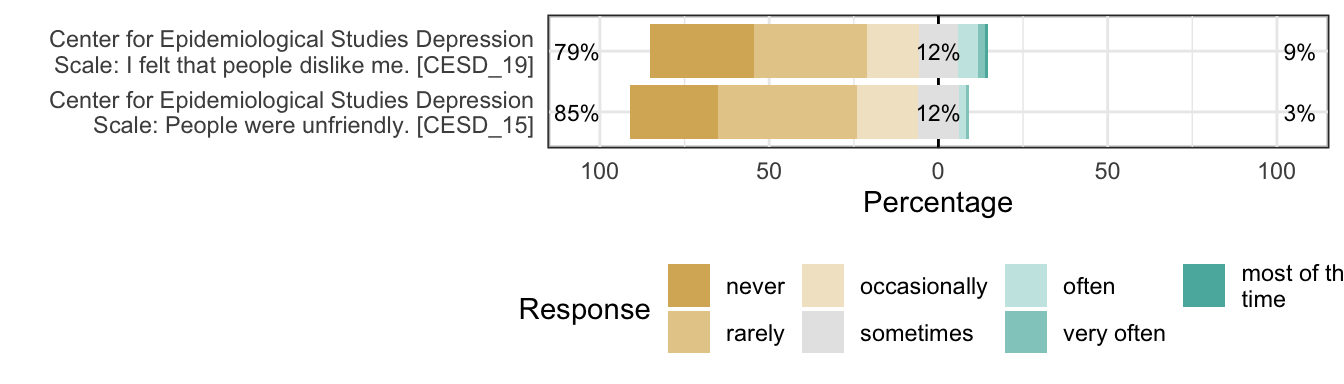 Center for Epidemiological Studies Depression
Scale: I felt that people dislike me. [CESD_19]
79%
12%
9%
Center for Epidemiological Studies Depression
Scale: People were unfriendly. [CESD_15]
85%
12%
3%
100 50 0 50 100
Percentage
Response
never
occasionally
often
most of th
time
rarely
sometimes
very often